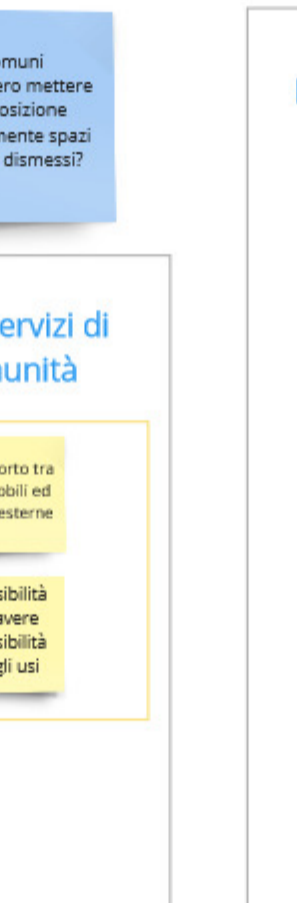 omuni
ero mettere
osizione
mente spazi
dismessi?
ervizi di
unità
orto tra
obili ed
esterne
sibilità
avere
sibilità
gli usi